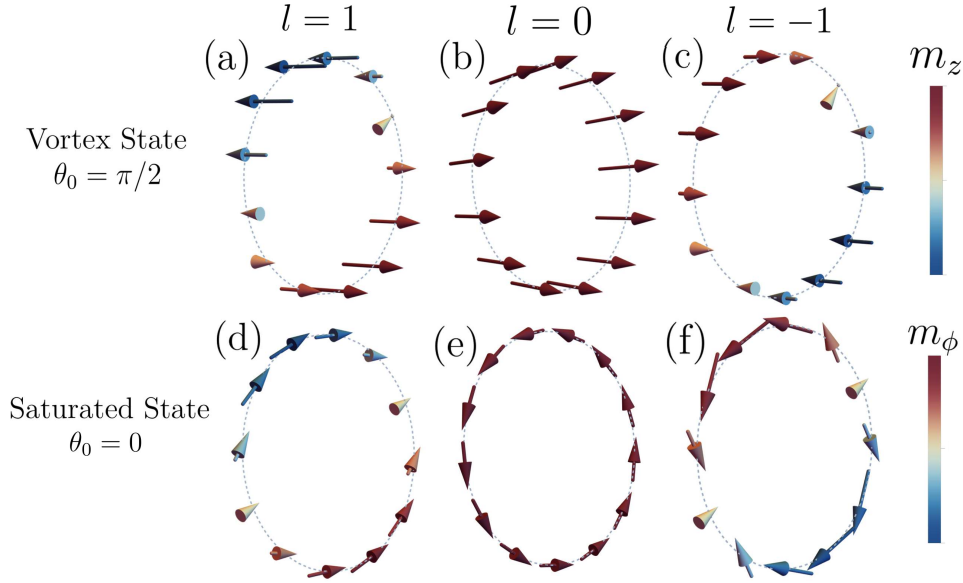 l = 1
l = 0
l = −1
(a)
(b)
(c)
m_z
Vortex State
θ_0 = π/2
(d)
(e)
(f)
m_ϕ
Saturated State
θ_0 = 0